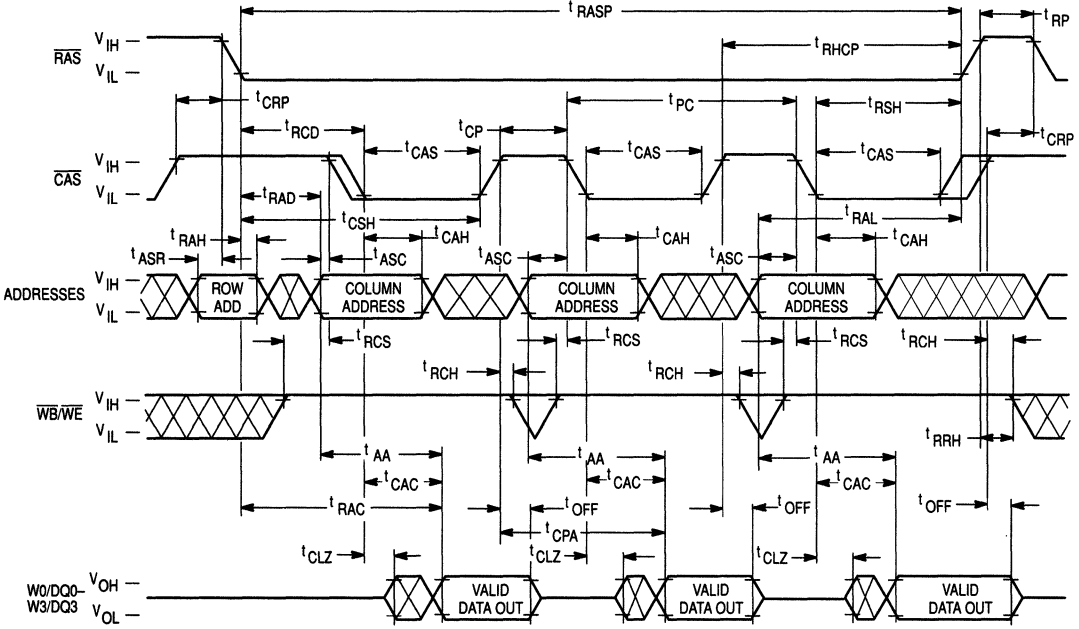 t RASP
t RP
RAS
V IH
V IL
t RHCP
t CRP
t PC
t RSH
t RCD
t CP
t CRP
CAS
V IH
V IL
t CAS
t CAS
t CAS
t RAD
t CSH
t RAL
t RAH
t CAH
t CAH
t CAH
t ASR
t ASC
t ASC
t ASC
ADDRESSES
V IH
V IL
ROW
ADD
COLUMN
ADDRESS
COLUMN
ADDRESS
COLUMN
ADDRESS
t RCS
t RCS
t RCS
t RCH
t RCH
t RCH
WB/WE
V IH
V IL
t RRH
t AA
t AA
t AA
t CAC
t CAC
t CAC
t RAC
t OFF
t OFF
t OFF
t CPA
t CLZ
t CLZ
t CLZ
W0/DQ0–
W3/DQ3
V OH
V OL
VALID
DATA OUT
VALID
DATA OUT
VALID
DATA OUT